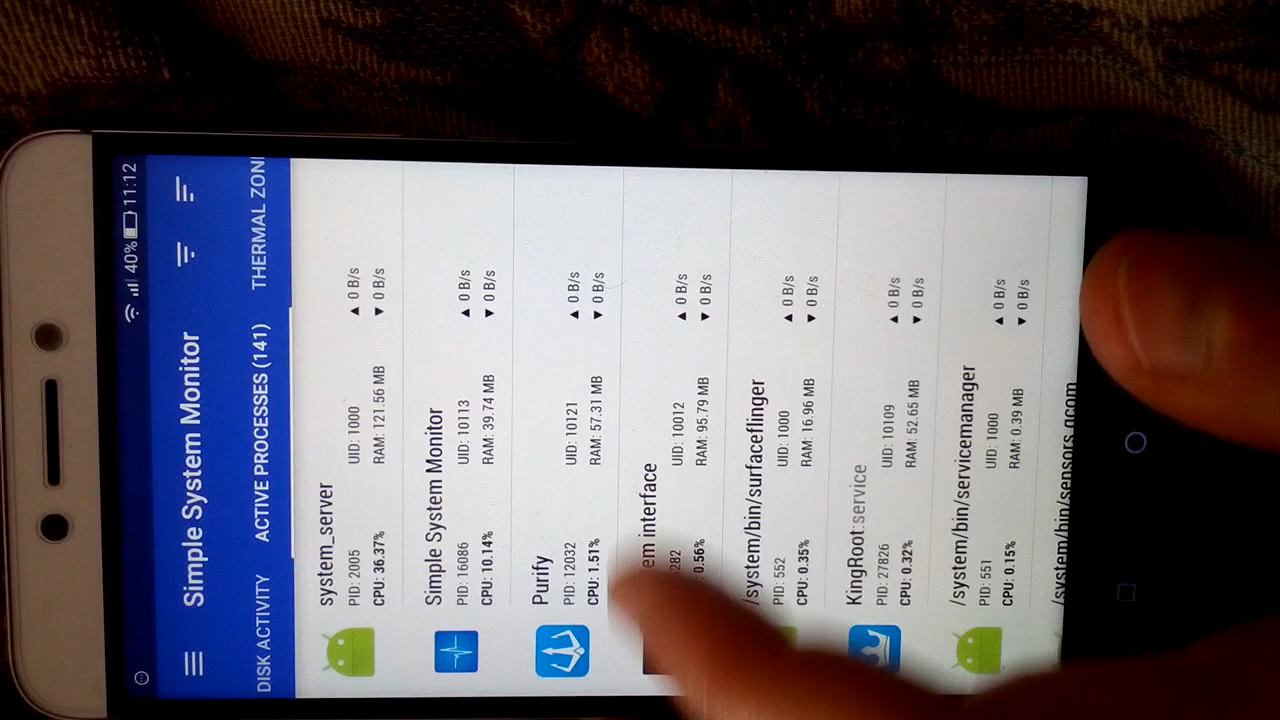 40% 11:12
Simple System Monitor
DISK ACTIVITY ACTIVE PROCESSES (141) THERMAL ZON
system_server
PID: 2005 UID: 1000 ▲ 0 B/s
CPU: 36.37% RAM: 121.56 MB ▼ 0 B/s
Simple System Monitor
PID: 16086 UID: 10113 ▲ 0 B/s
CPU: 10.14% RAM: 39.74 MB ▼ 0 B/s
Purify
PID: 12032 UID: 10121 ▲ 0 B/s
CPU: 1.51% RAM: 57.31 MB ▼ 0 B/s
em interface
282 UID: 10012 ▲ 0 B/s
0.56% RAM: 95.79 MB ▼ 0 B/s
/system/bin/surfaceflinger
PID: 552 UID: 1000 ▲ 0 B/s
CPU: 0.35% RAM: 16.96 MB ▼ 0 B/s
KingRoot:service
PID: 27826 UID: 10109 ▲ 0 B/s
CPU: 0.32% RAM: 52.65 MB ▼ 0 B/s
/system/bin/servicemanager
PID: 551 UID: 1000 ▲ 0 B/s
CPU: 0.15% RAM: 0.39 MB ▼ 0 B/s
/system/bin/sensors.qcom